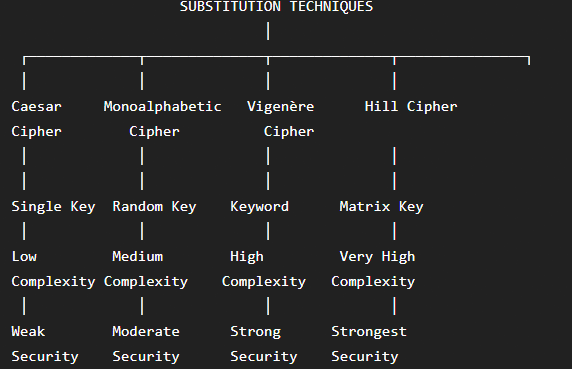 SUBSTITUTION TECHNIQUES
Caesar Monoalphabetic Vigenère Hill Cipher
Cipher Cipher Cipher
Single Key Random Key Keyword Matrix Key
Low Medium High Very High
Complexity Complexity Complexity Complexity
Weak Moderate Strong Strongest
Security Security Security Security